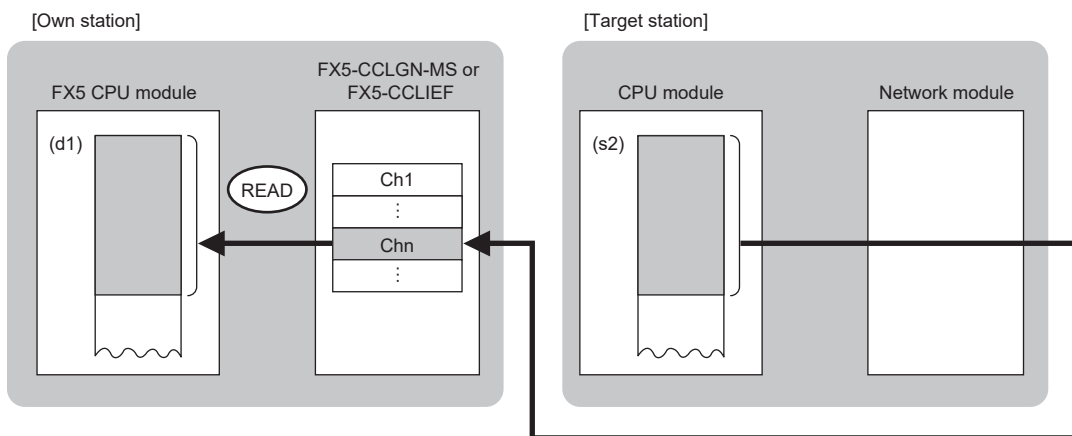 [Own station]
[Target station]
FX5 CPU module
FX5-CCLGN-MS or
FX5-CCLIEF
CPU module
Network module
(d1)
READ
Ch1
⋮
Chn
⋮
(s2)